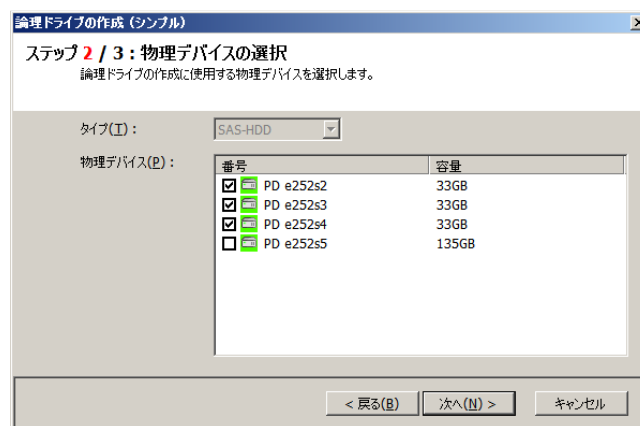 論理ドライブの作成 (シンプル)
ステップ 2 / 3 : 物理デバイスの選択
論理ドライブの作成に使用する物理デバイスを選択します。
タイプ(T) : SAS-HDD
物理デバイス(P) :
番号 容量
PD e252s2 33GB
PD e252s3 33GB
PD e252s4 33GB
PD e252s5 135GB
< 戻る(B) 次へ(N) > キャンセル